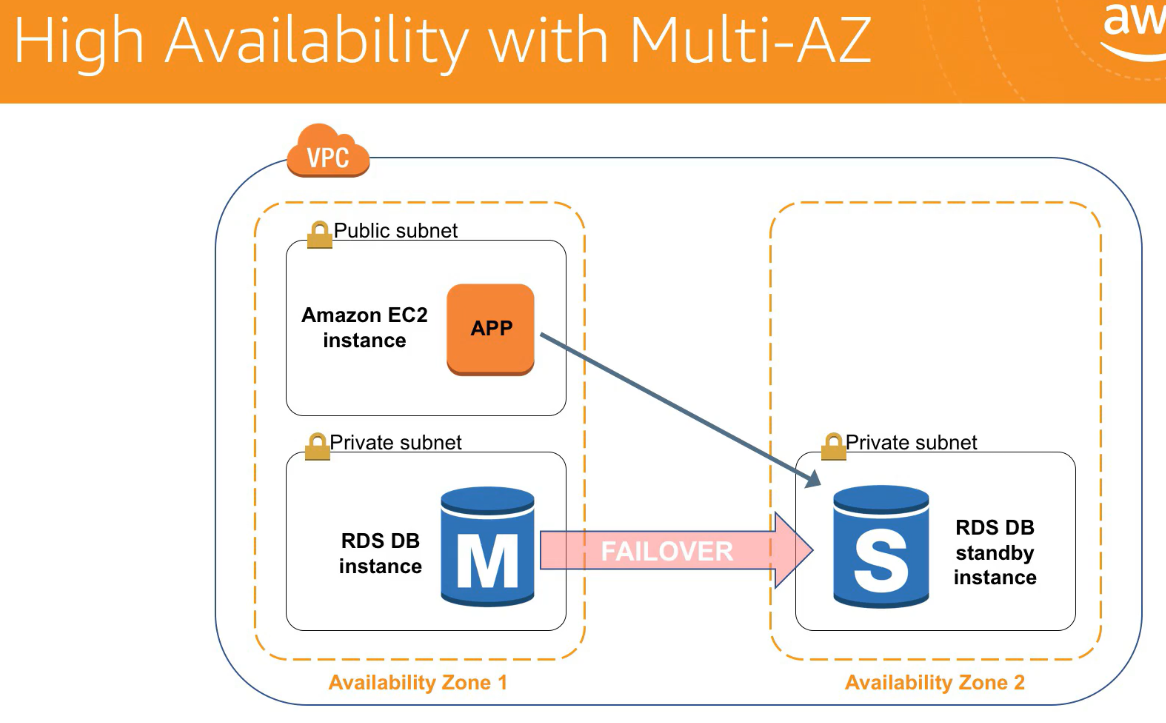 High Availability with Multi-AZ
aw
VPC
Public subnet
Amazon EC2
instance
APP
Private subnet
RDS DB
instance
M
FAILOVER
Private subnet
S
RDS DB
standby
instance
Availability Zone 1
Availability Zone 2